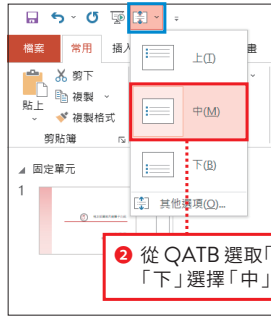 檔案 常用 插 畫
上(T)
剪下
複製
貼上
複製格式
中(M)
剪貼簿
下(B)
固定單元
1
其他選項(O)...
❷ 從 QATB 選取「
「下」選擇「中」